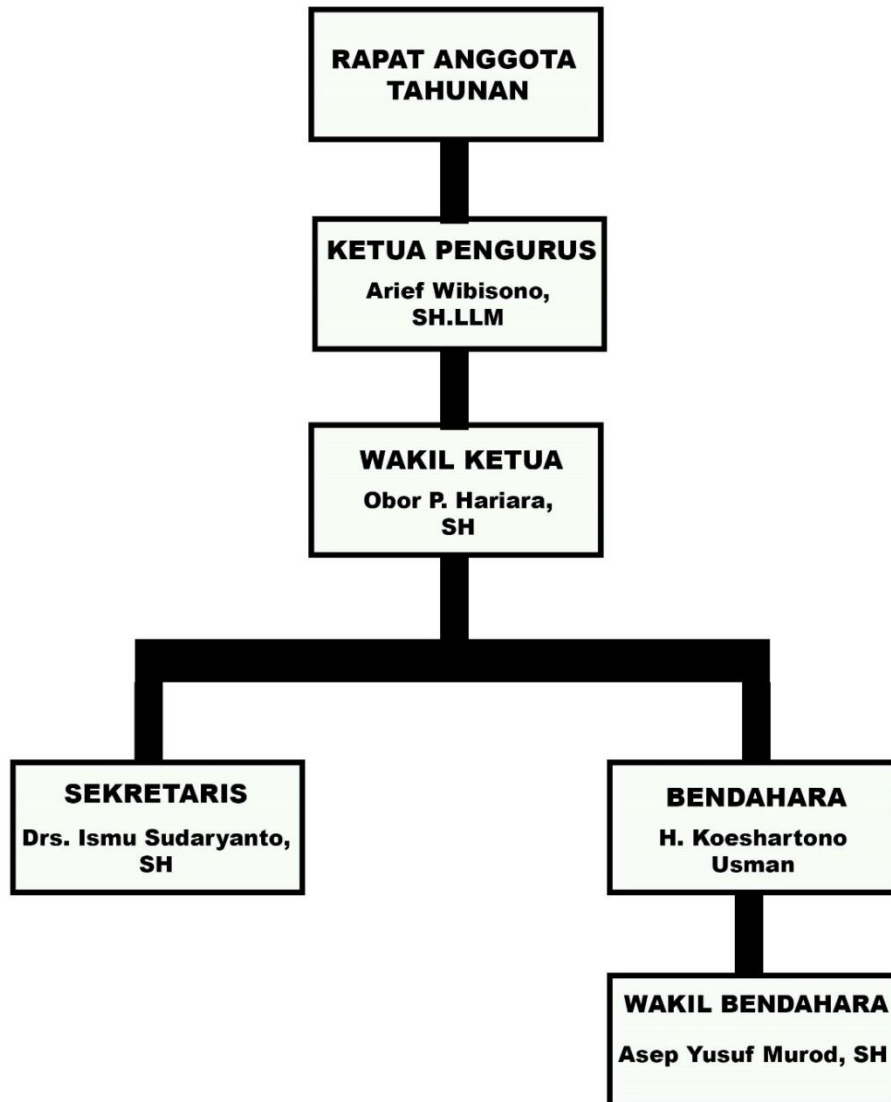 RAPAT ANGGOTA
TAHUNAN
KETUA PENGURUS
Arief Wibisono,
SH.LLM
WAKIL KETUA
Obor P. Hariara,
SH
SEKRETARIS
Drs. Ismu Sudaryanto,
SH
BENDAHARA
H. Koeshartono
Usman
WAKIL BENDAHARA
Asep Yusuf Murod, SH